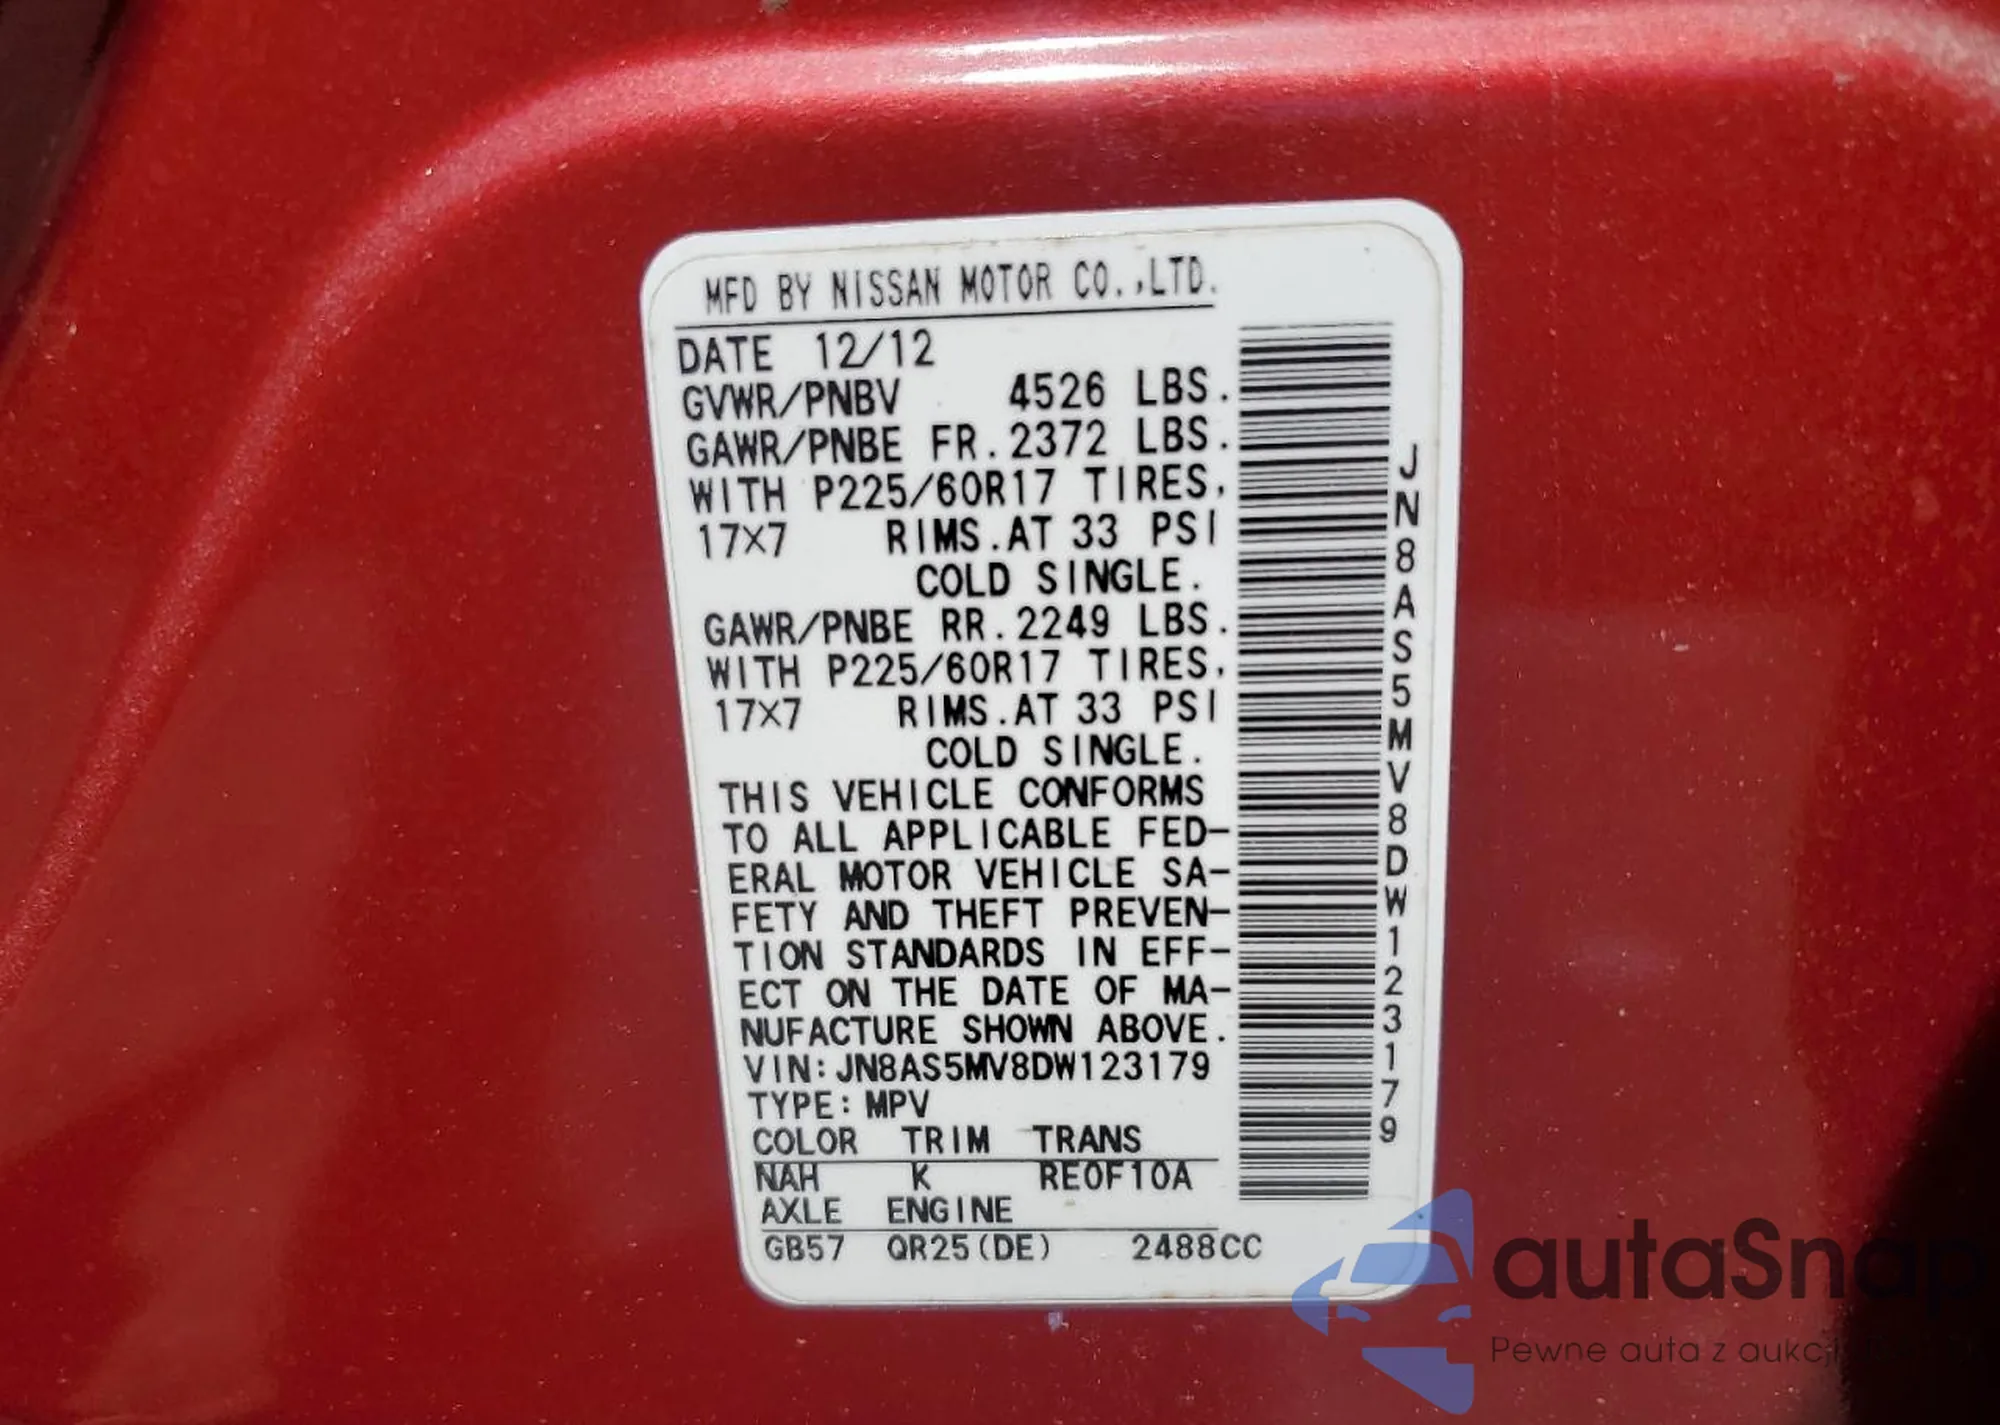 MFD BY NISSAN MOTOR CO.,LTD.
DATE 12/12
GVWR/PNBV 4526 LBS.
GAWR/PNBE FR.2372 LBS.
WITH P225/60R17 TIRES,
17×7 RIMS.AT 33 PSI
COLD SINGLE.
GAWR/PNBE RR.2249 LBS.
WITH P225/60R17 TIRES,
17×7 RIMS.AT 33 PSI
COLD SINGLE.
THIS VEHICLE CONFORMS
TO ALL APPLICABLE FED-
ERAL MOTOR VEHICLE SA-
FETY AND THEFT PREVEN-
TION STANDARDS IN EFF-
ECT ON THE DATE OF MA-
NUFACTURE SHOWN ABOVE.
VIN:JN8AS5MV8DW123179
TYPE:MPV
COLOR TRIM TRANS
NAH K RE0F10A
AXLE ENGINE
GB57 QR25(DE) 2488CC
JN8AS5MV8DW123179
autaSnap
Pewne auta z